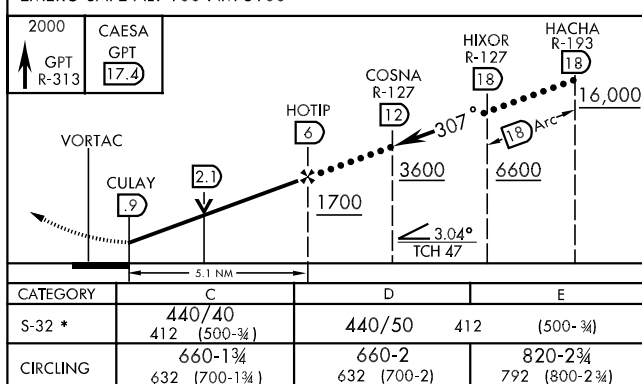 2000
GPT
R-313
CAESA
GPT
17.4
HACHA
R-193
18
HIXOR
R-127
18
COSNA
R-127
12
HOTIP
6
16,000
307°
18 Arc
VORTAC
CULAY
.9
2.1
1700
3600
6600
3.04°
TCH 47
5.1 NM
CATEGORY C D E
S-32 * 440/40 412 (500-¾) 440/50 412 (500-¾)
CIRCLING 660-1¾ 632 (700-1¾) 660-2 632 (700-2) 820-2¾ 792 (800-2¾)